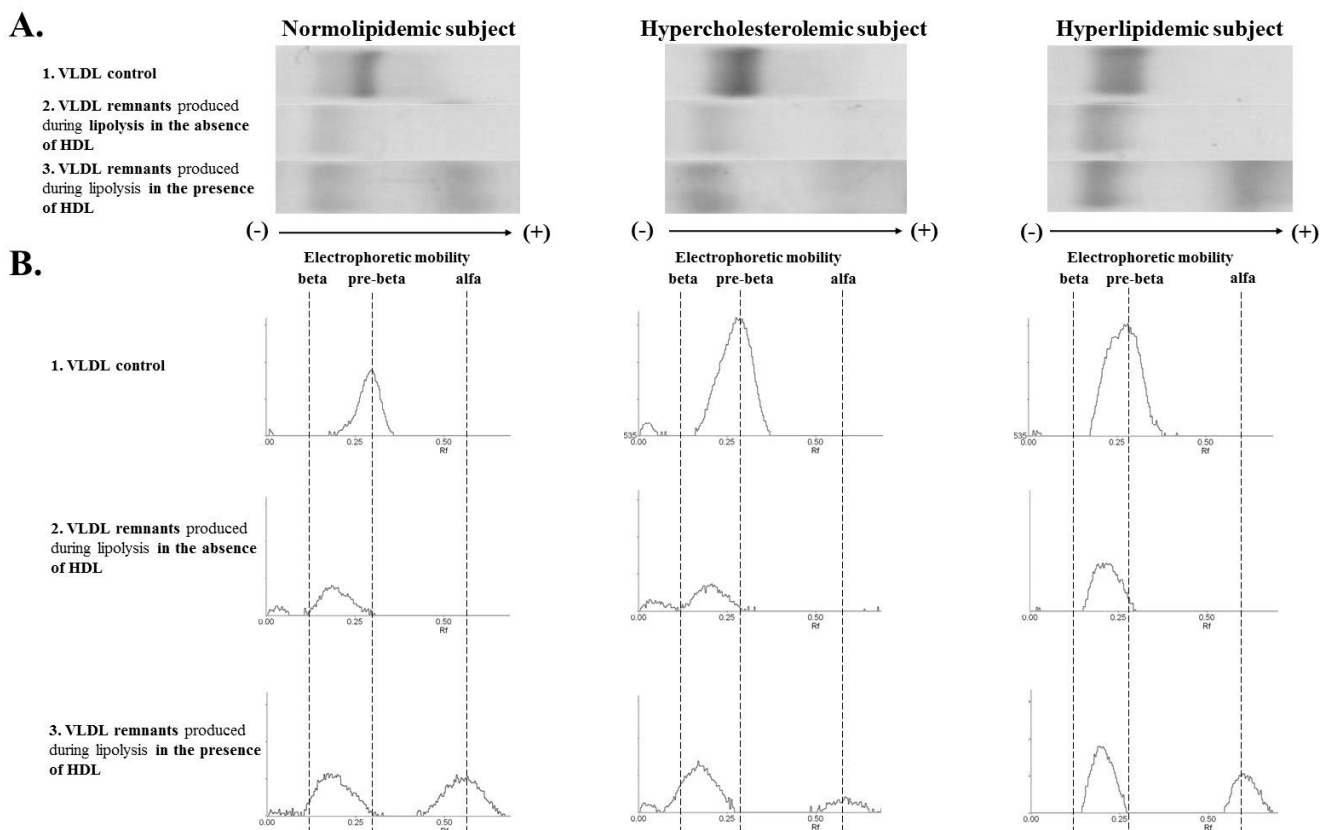 A.
Normolipidemic subject
Hypercholesterolemic subject
Hyperlipidemic subject
1. VLDL control
2. VLDL remnants produced
during lipolysis in the absence
of HDL
3. VLDL remnants produced
during lipolysis in the presence
of HDL
(-) (+)
(-) (+)
(-) (+)
B.
Electrophoretic mobility
beta pre-beta alfa
Electrophoretic mobility
beta pre-beta alfa
Electrophoretic mobility
beta pre-beta alfa
1. VLDL control
.00 0.25 0.50
Rf
535
0.00 0.25 0.50
Rf
535
0.00 0.25 0.50
Rf
2. VLDL remnants produced
during lipolysis in the absence
of HDL
0.00 0.25 0.50
Rf
0.00 0.25 0.50
Rf
0.00 0.25 0.50
Rf
3. VLDL remnants produced
during lipolysis in the presence
of HDL
0.00 0.25 0.50
Rf
0.00 0.25 0.50
Rf
0.00 0.25 0.50
Rf